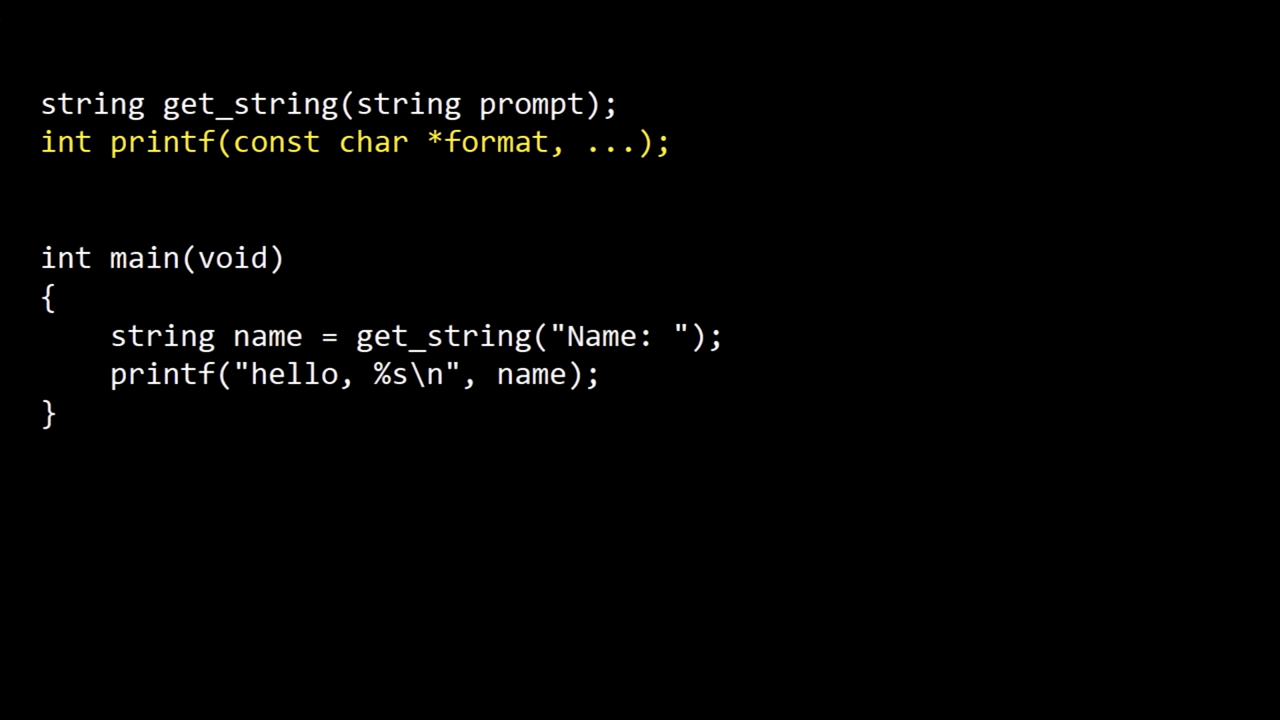 string get_string(string prompt);
int printf(const char *format, ...);
int main(void)
{
    string name = get_string("Name: ");
    printf("hello, %s\n", name);
}